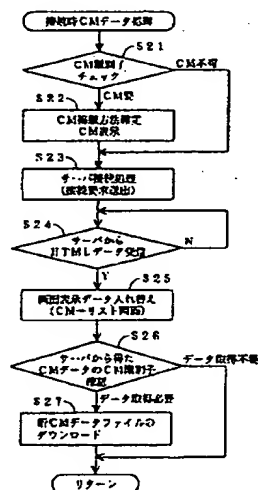 接続時CMデータ処理
S21
CM識別子
チェック
CM不可
CM要
S22
CM掲載方法確定
CM表示
S23
サーバ接続処理
(接続要求送出)
S24
サーバから
HTMLデータ受信
N
Y
S25
画面表示データ入れ替え
(CM→リスト画面)
S26
サーバから得た
CMデータのCM識別子
確認
データ取得不要
データ取得必要
S27
新CMデータファイルの
ダウンロード
リターン